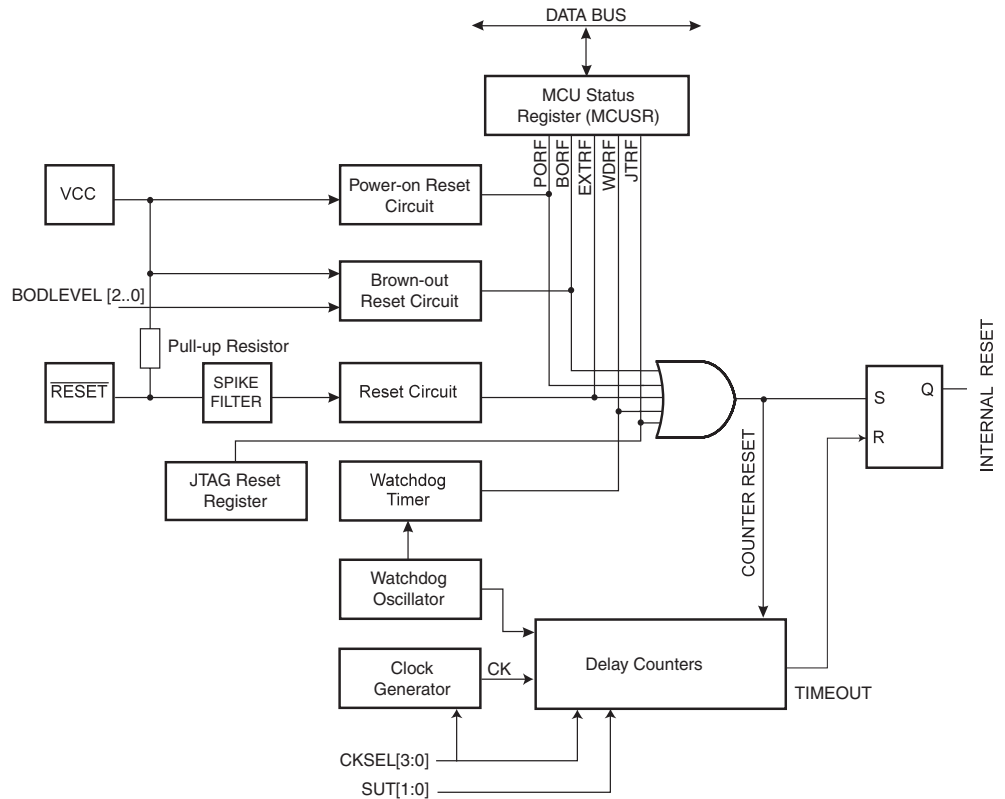 DATA BUS
MCU Status
Register (MCUSR)
PORF
BORF
EXTRF
WDRF
JTRF
VCC
Power-on Reset
Circuit
BODLEVEL [2..0]
Brown-out
Reset Circuit
Pull-up Resistor
RESET
SPIKE
FILTER
Reset Circuit
JTAG Reset
Register
Watchdog
Timer
Watchdog
Oscillator
Clock
Generator
CK
Delay Counters
COUNTER RESET
S
R
Q
INTERNAL RESET
TIMEOUT
CKSEL[3:0]
SUT[1:0]